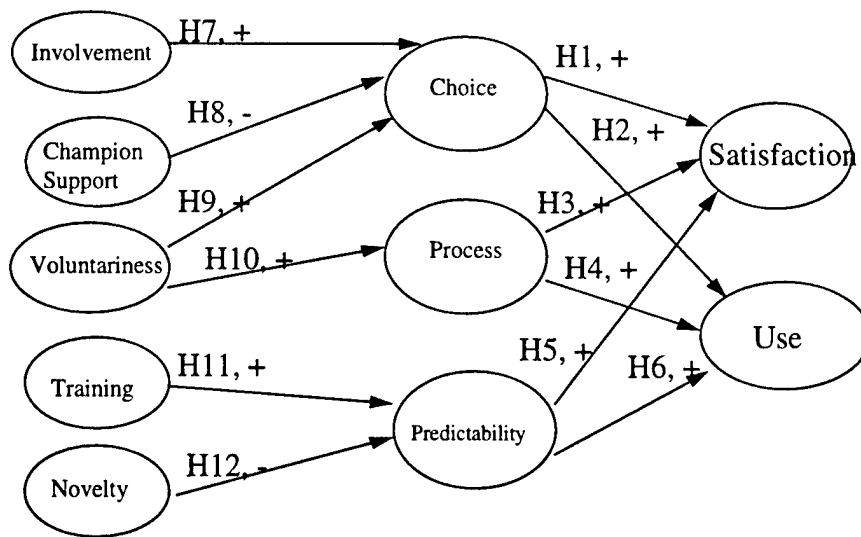 H7, +
Involvement
H1, +
Choice
H8, -
H2, +
Champion
Support
Satisfaction
H9, +
H3, +
Voluntariness
H10, +
Process
H4, +
Use
H5, +
H11, +
H6, +
Training
Predictability
H12, -
Novelty